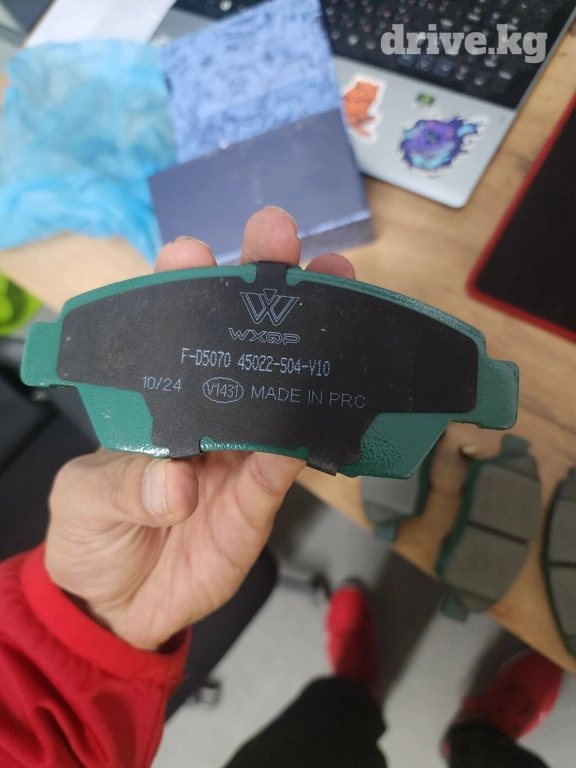 drive.kg
WXQP
F-D5070 45022-S04-V10
10/24 V1431 MADE IN PRC